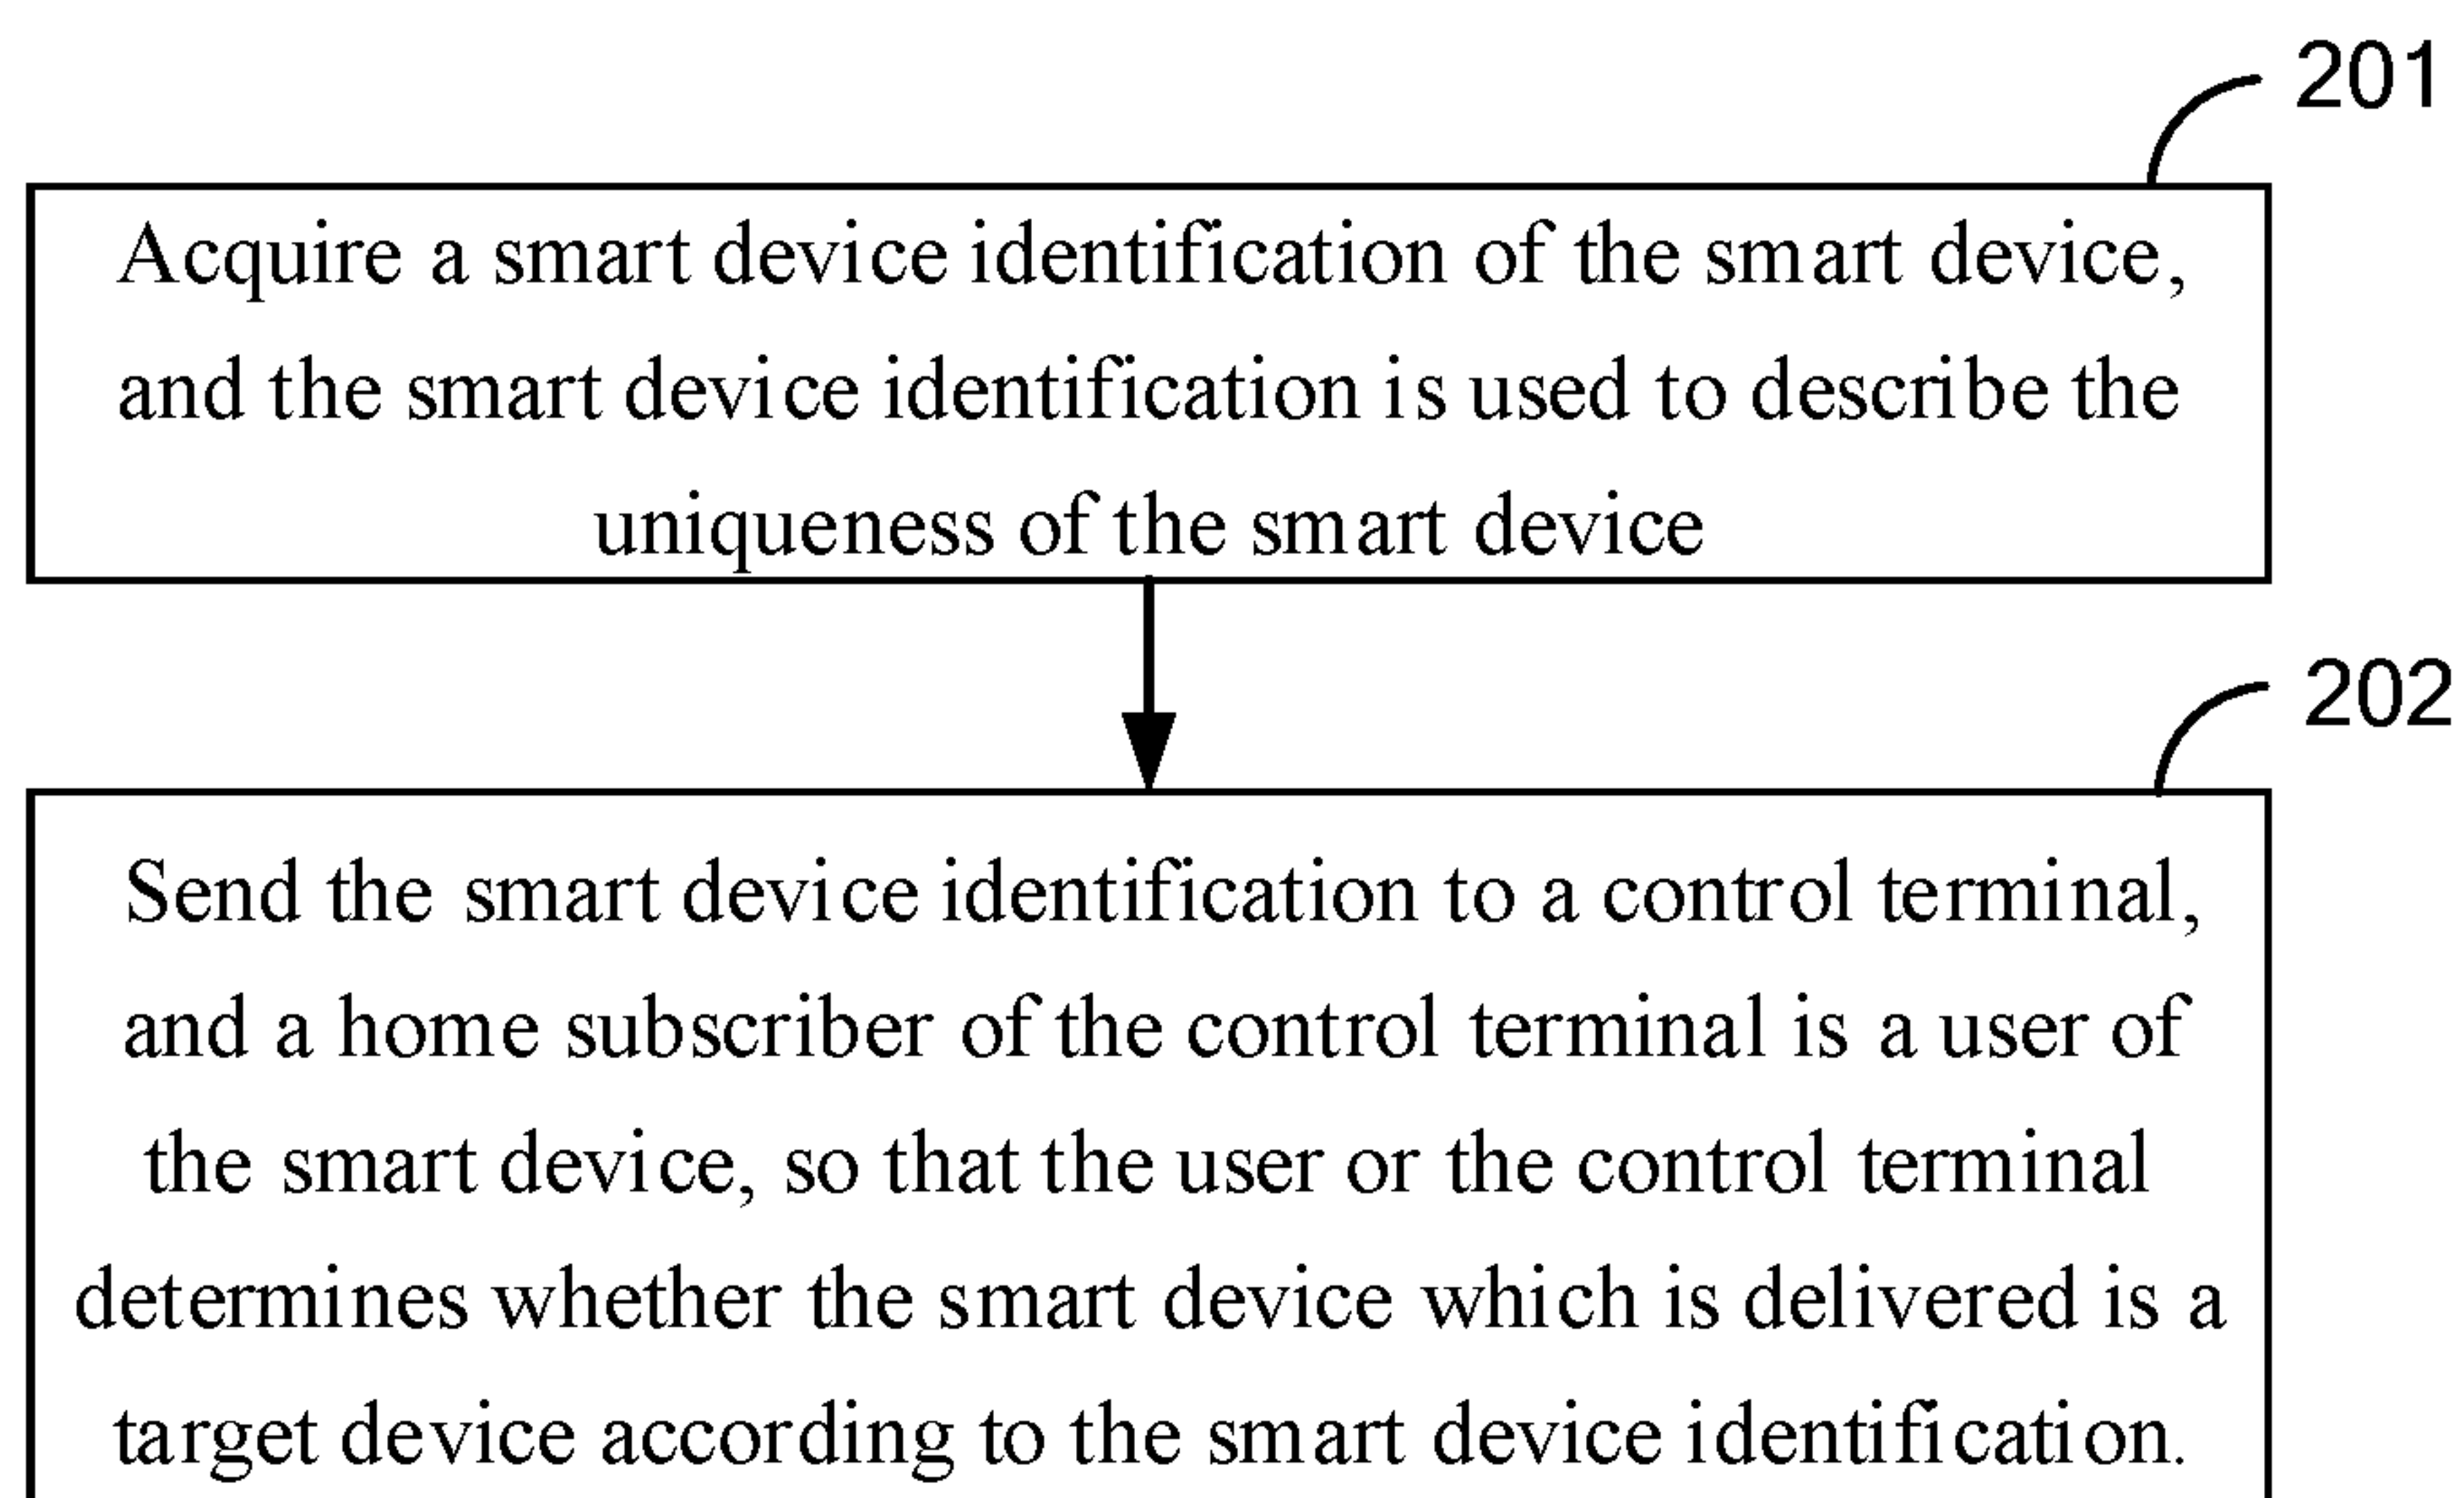 201
Acquire a smart device identification of the smart device,
and the smart device identification is used to describe the
uniqueness of the smart device
202
Send the smart device identification to a control terminal,
and a home subscriber of the control terminal is a user of
the smart device, so that the user or the control terminal
determines whether the smart device which is delivered is a
target device according to the smart device identification.